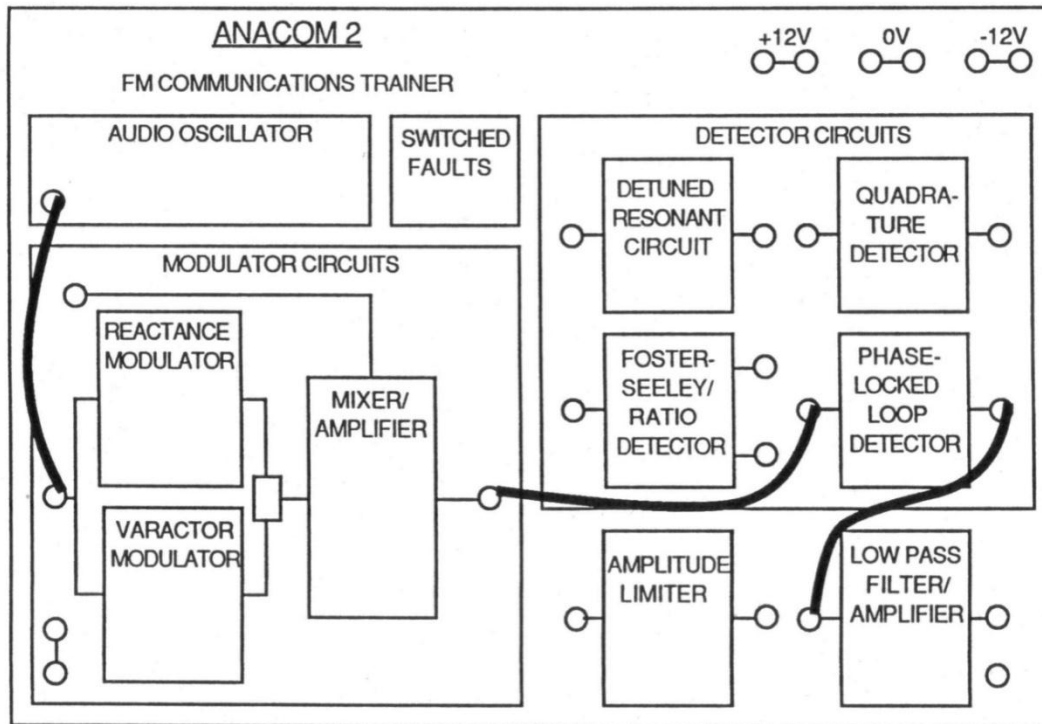 ANACOM 2
+12V
0V
-12V
FM COMMUNICATIONS TRAINER
AUDIO OSCILLATOR
SWITCHED
FAULTS
DETECTOR CIRCUITS
DETUNED
RESONANT
CIRCUIT
QUADRA-
TURE
DETECTOR
MODULATOR CIRCUITS
REACTANCE
MODULATOR
MIXER/
AMPLIFIER
FOSTER-
SEELEY/
RATIO
DETECTOR
PHASE-
LOCKED
LOOP
DETECTOR
VARACTOR
MODULATOR
AMPLITUDE
LIMITER
LOW PASS
FILTER/
AMPLIFIER